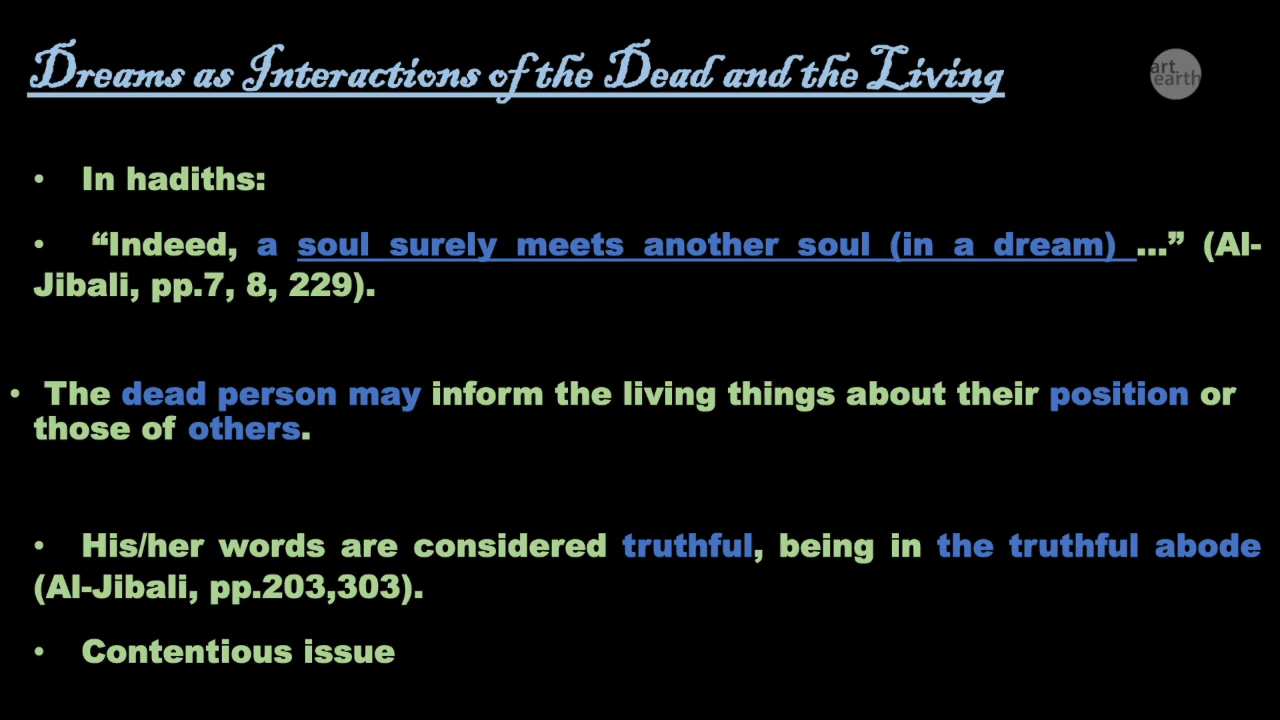 Dreams as Interactions of the Dead and the Living
art
earth
• In hadiths:
• “Indeed, a soul surely meets another soul (in a dream) …” (Al-
Jibali, pp.7, 8, 229).
• The dead person may inform the living things about their position or
those of others.
• His/her words are considered truthful, being in the truthful abode
(Al-Jibali, pp.203,303).
• Contentious issue